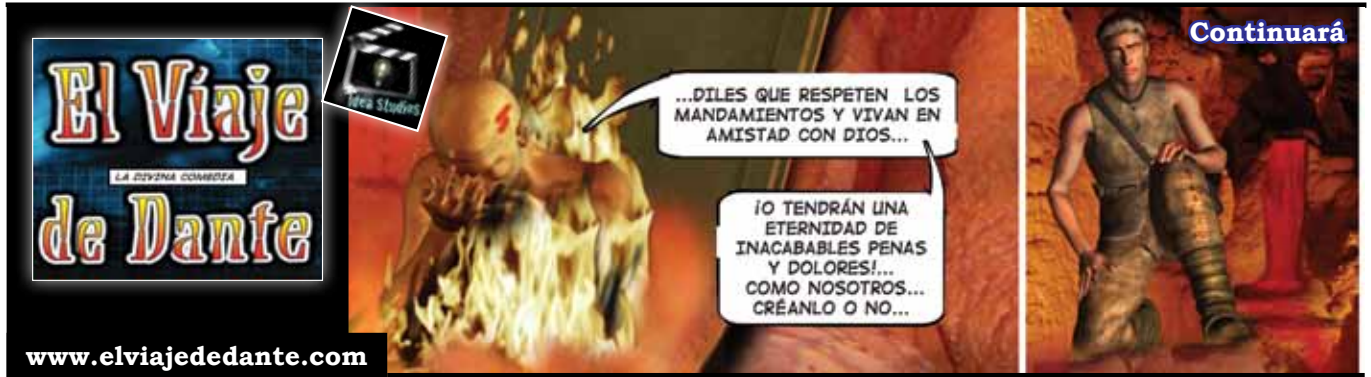 El Víaje
LA DIVINA COMEDIA
de Dante
Idea Studios
www.elviajededante.com
...DILES QUE RESPETEN LOS
MANDAMIENTOS Y VIVAN EN
AMISTAD CON DIOS...
¡O TENDRÁN UNA
ETERNIDAD DE
INACABABLES PENAS
Y DOLORES!...
COMO NOSOTROS...
CRÉANLO O NO...
Continuará